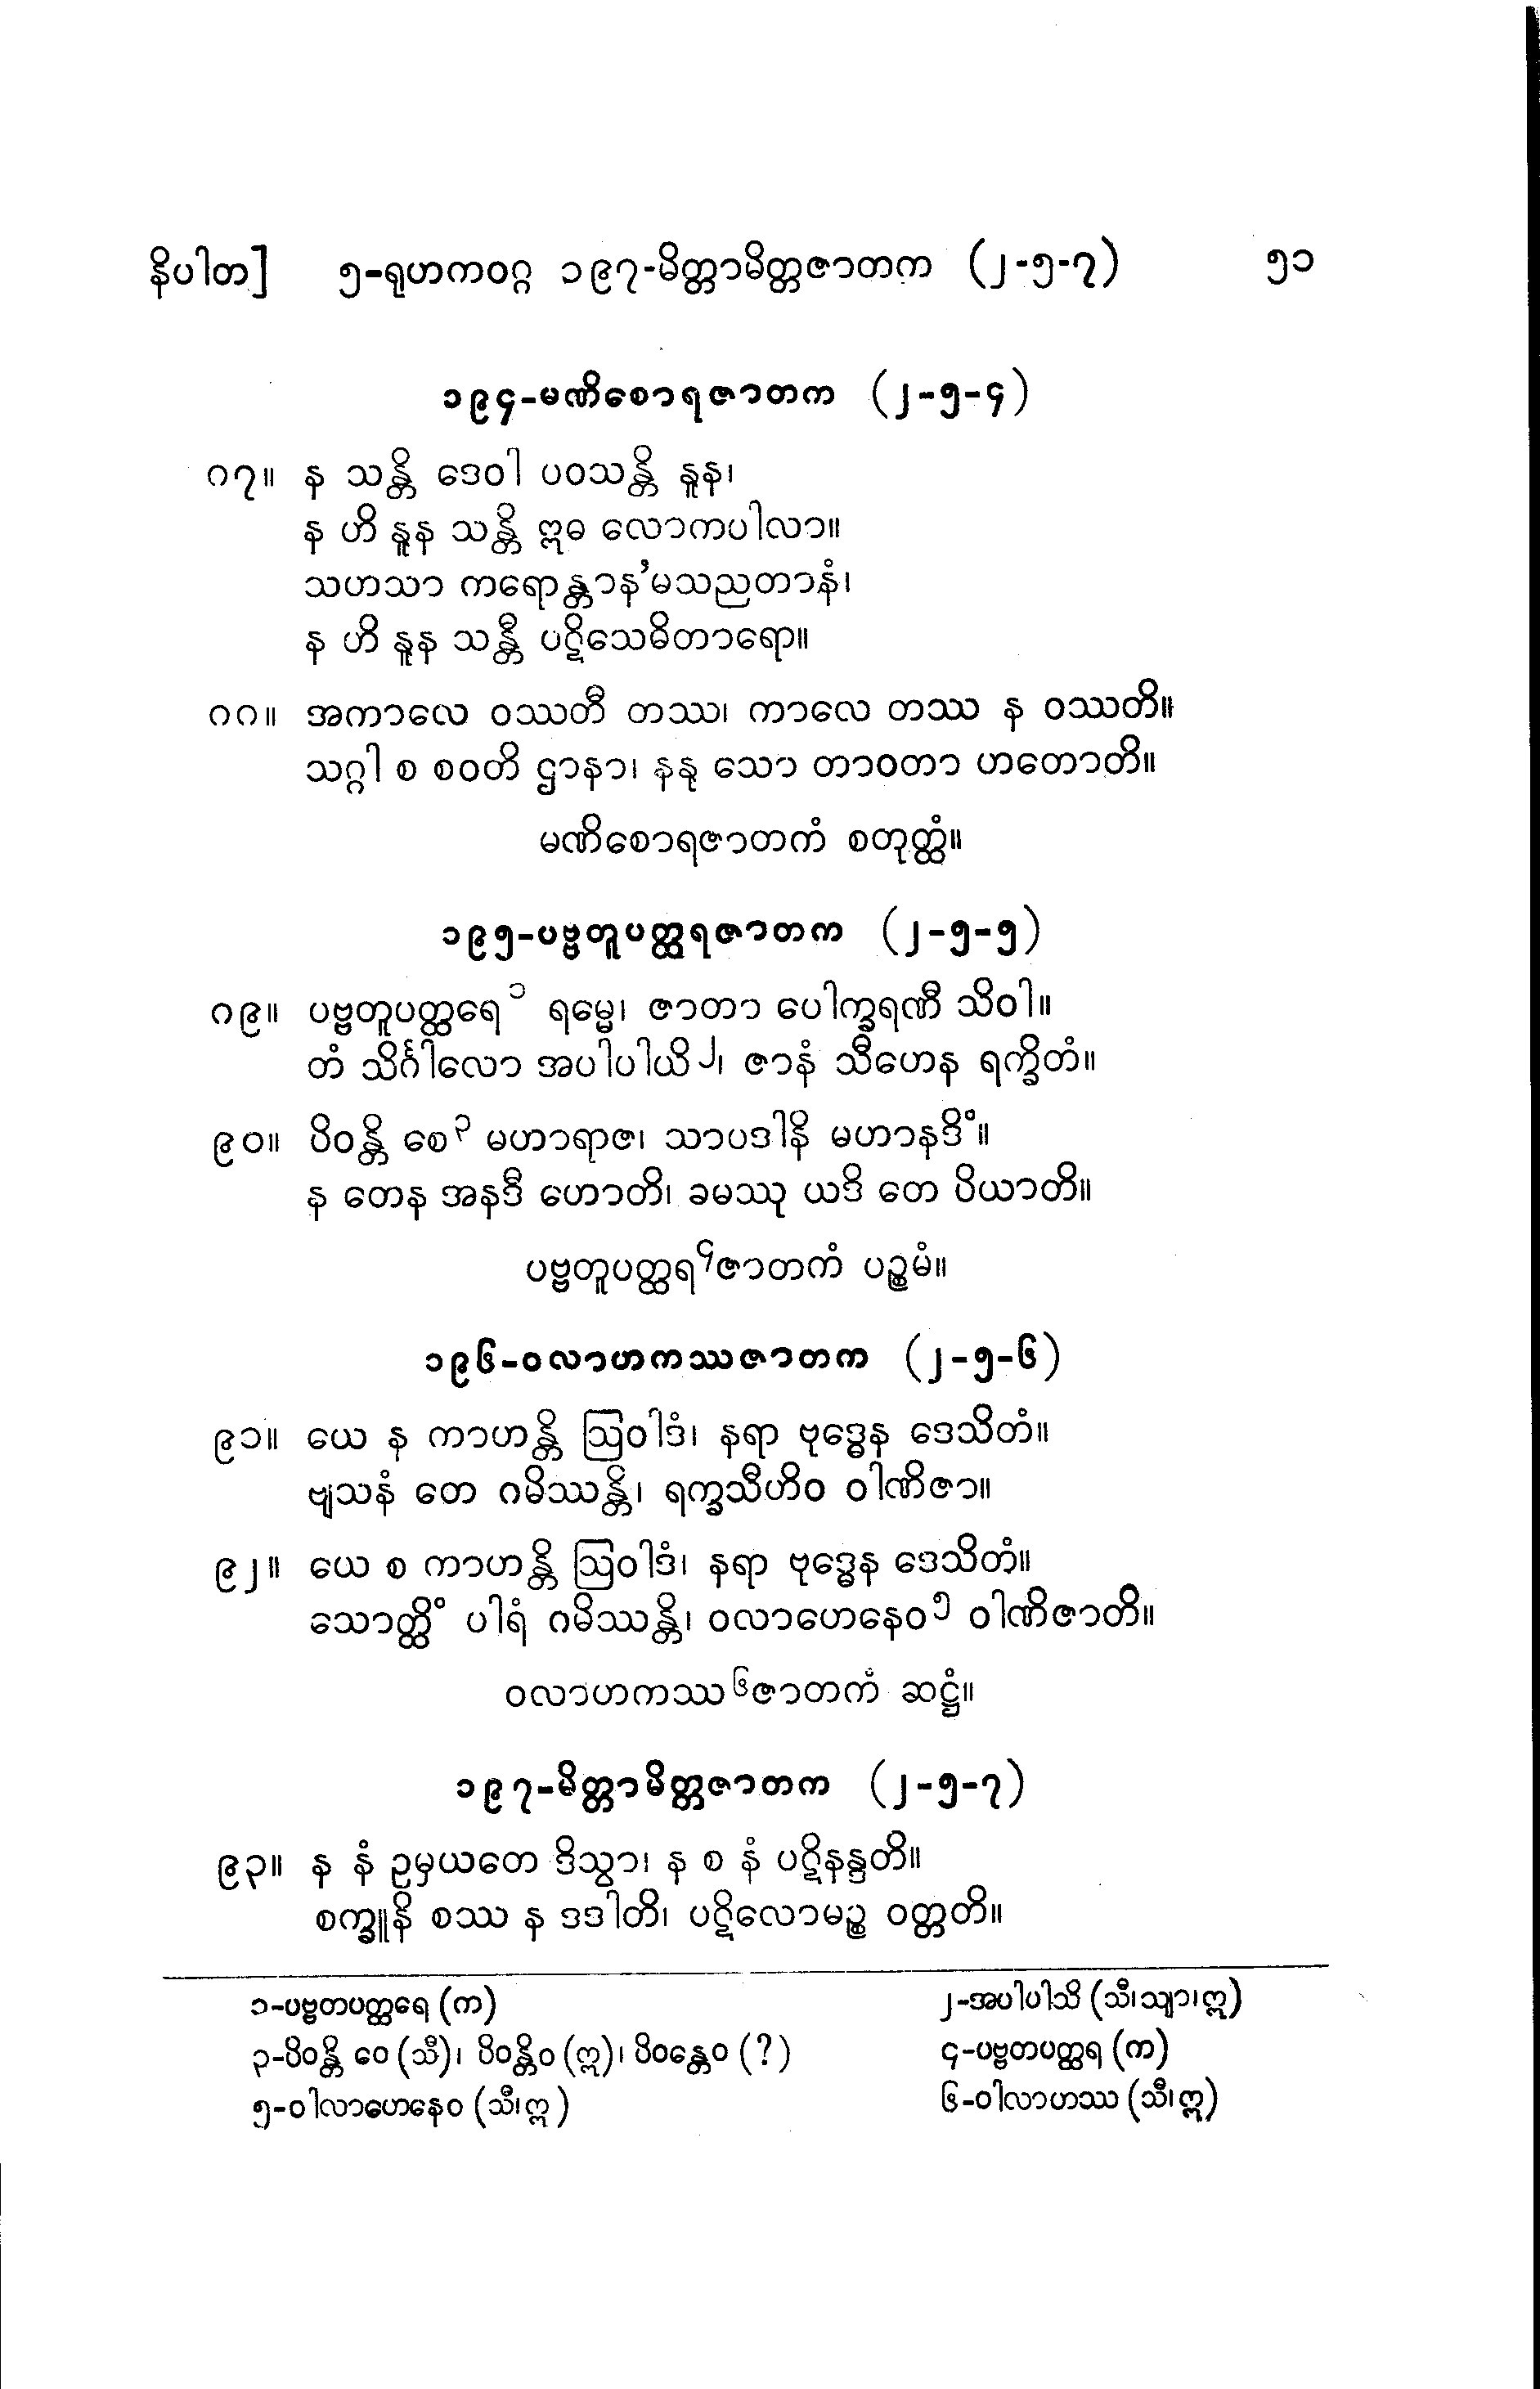 နိပါတ] ၅-ရုဟကဝဂ္ဂ ၁၉၇-မိတ္တာမိတ္တဇာတက (၂-၅-၇) ၅၁
၁၉၄-မဏိစောရဇာတက (၂-၅-၄)
၈၇။ န သန္တိ ဒေဝါ ပဝသန္တိ နူန၊
န ဟိ နူန သန္တိ ဣဓ လောကပါလာ။
သဟသာ ကရောန္တာန’မသညတာနံ၊
န ဟိ နူန သန္တီ ပဋိသေဓိတာရော။
၈၈။ အကာလေ ဝဿတီ တဿ၊ ကာလေ တဿ န ဝဿတိ။
သဂ္ဂါ စ စဝတိ ဌာနာ၊ နနု သော တာဝတာ ဟတောတိ။
မဏိစောရဇာတကံ စတုတ္ထံ။
၁၉၅-ပဗ္ဗတူပတ္ထရဇာတက (၂-၅-၅)
၈၉။ ပဗ္ဗတူပတ္ထရေ၁ ရမ္မေ၊ ဇာတာ ပေါက္ခရဏီ သိဝါ။
တံ သိင်္ဂါလော အပါပါယိ၂၊ ဇာနံ သီဟေန ရက္ခိတံ။
၉၀။ ပိဝန္တိ စေ၃ မဟာရာဇ၊ သာပဒါနိ မဟာနဒိံ။
န တေန အနဒီ ဟောတိ၊ ခမဿု ယဒိ တေ ပိယာတိ။
ပဗ္ဗတူပတ္ထရ၄ဇာတကံ ပဉ္စမံ။
၁၉၆-ဝလာဟကဿဇာတက (၂-၅-၆)
၉၁။ ယေ န ကာဟန္တိ ဩဝါဒံ၊ နရာ ဗုဒ္ဓေန ဒေသိတံ။
ဗျသနံ တေ ဂမိဿန္တိ၊ ရက္ခသီဟိဝ ဝါဏိဇာ။
၉၂။ ယေ စ ကာဟန္တိ ဩဝါဒံ၊ နရာ ဗုဒ္ဓေန ဒေသိတံ။
သောတ္ထိံ ပါရံ ဂမိဿန္တိ၊ ဝလာဟေနေဝ၅ ဝါဏိဇာတိ။
ဝလာဟကဿ၆ဇာတကံ ဆဋ္ဌံ။
၁၉၇-မိတ္တာမိတ္တဇာတက (၂-၅-၇)
၉၃။ န နံ ဥမှယတေ ဒိသွာ၊ န စ နံ ပဋိနန္ဒတိ။
စက္ခူနိ စဿ န ဒဒါတိ၊ ပဋိလောမဉ္စ ဝတ္တတိ။
၁-ပဗ္ဗတပတ္ထရေ (က) ၂-အပါပါသိ (သီ၊သျာ၊ဣ)
၃-ပိဝန္တိ ဝေ (သီ)၊ ပိဝန္တိဝ (ဣ)၊ ပိဝန္တေဝ (?) ၄-ပဗ္ဗတပတ္ထရ (က)
၅-ဝါလာဟေနေဝ (သီ၊ဣ) ၆-ဝါလာဟဿ (သီ၊ဣ)